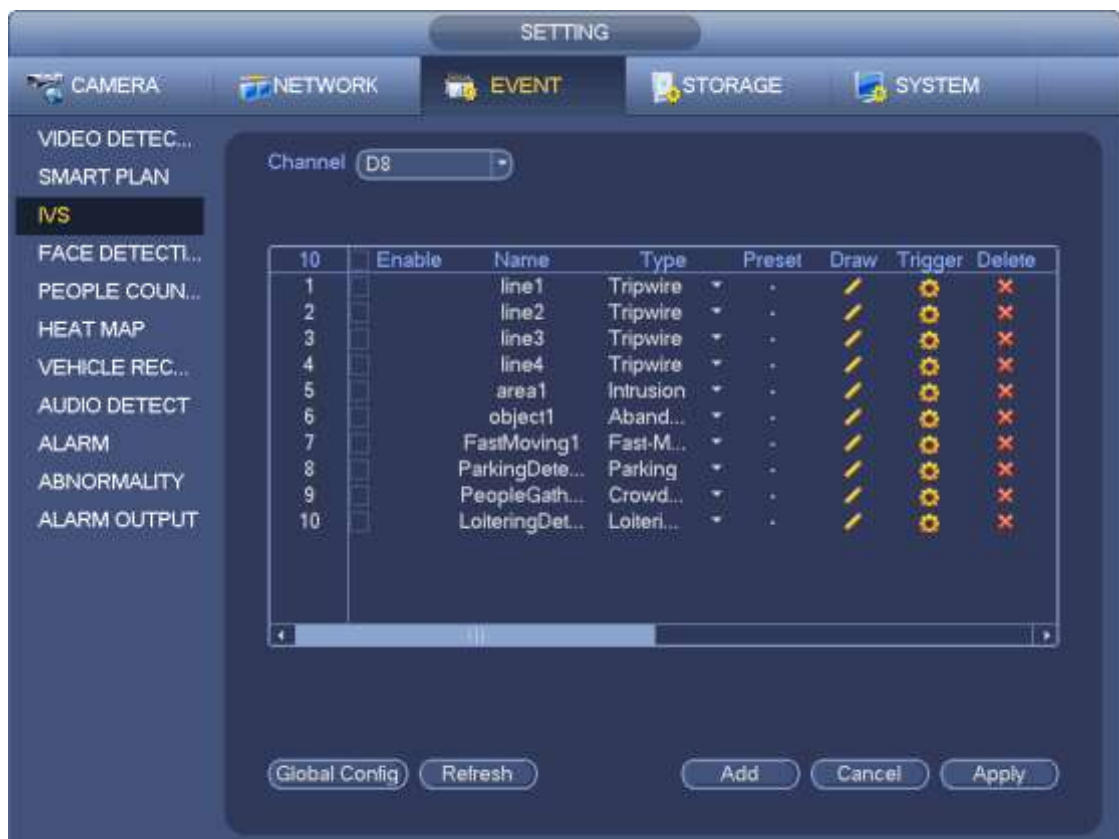 SETTING
CAMERA NETWORK EVENT STORAGE SYSTEM
VIDEO DETEC...
SMART PLAN
IVS
FACE DETECTI...
PEOPLE COUN...
HEAT MAP
VEHICLE REC...
AUDIO DETECT
ALARM
ABNORMALITY
ALARM OUTPUT
Channel D8
10 Enable Name Type Preset Draw Trigger Delete
1 line1 Tripwire -
2 line2 Tripwire -
3 line3 Tripwire -
4 line4 Tripwire -
5 area1 Intrusion -
6 object1 Aband... -
7 FastMoving1 Fast-M... -
8 ParkingDete... Parking -
9 PeopleGath... Crowd... -
10 LoiteringDet... Loiteri... -
Global Config Refresh Add Cancel Apply